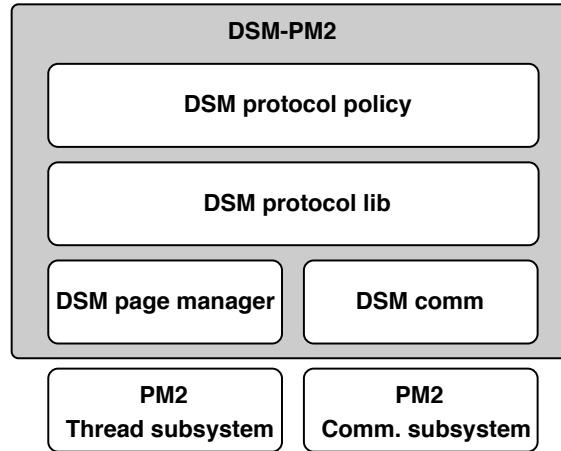 DSM-PM2
DSM protocol policy
DSM protocol lib
DSM page manager
DSM comm
PM2
Thread subsystem
PM2
Comm. subsystem